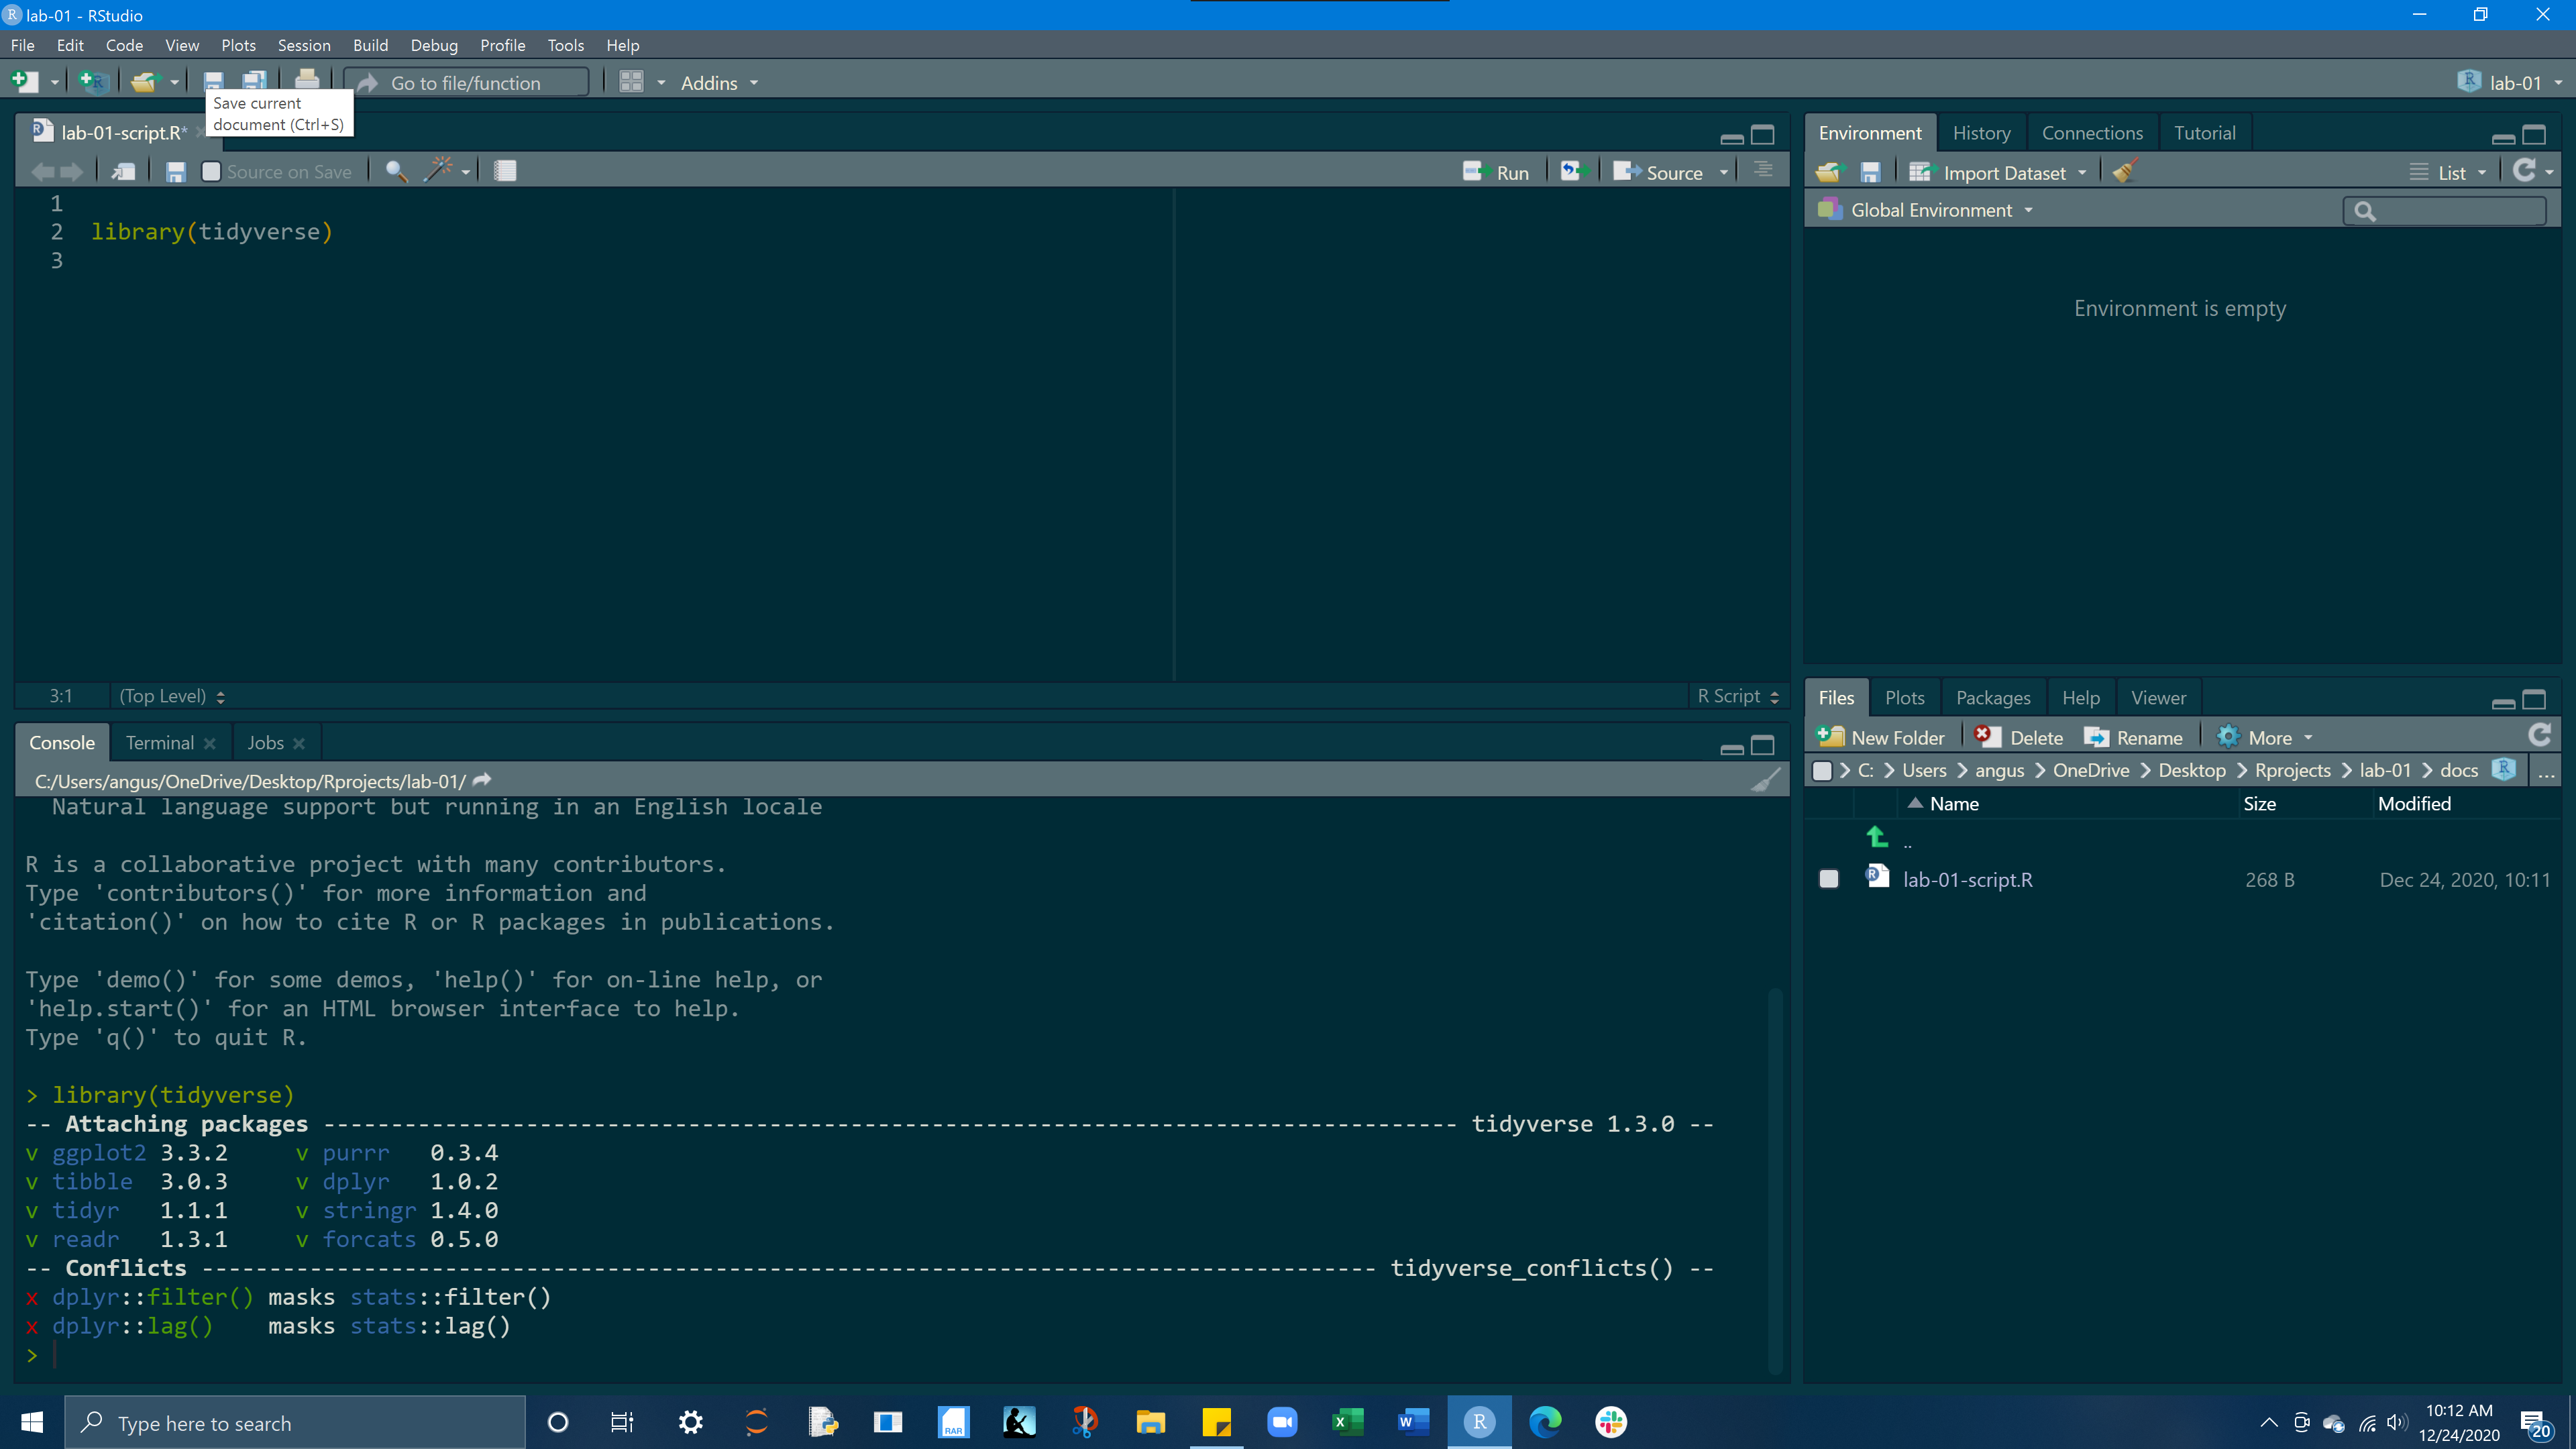 lab-01 - RStudio
File Edit Code View Plots Session Build Debug Profile Tools Help
Go to file/function Addins lab-01
Save current
document (Ctrl+S)
lab-01-script.R*
Source on Save Run Source
1
2 library(tidyverse)
3
3:1 (Top Level) R Script
Console Terminal Jobs
C:/Users/angus/OneDrive/Desktop/Rprojects/lab-01/
Natural language support but running in an English locale
R is a collaborative project with many contributors.
Type 'contributors()' for more information and
'citation()' on how to cite R or R packages in publications.
Type 'demo()' for some demos, 'help()' for on-line help, or
'help.start()' for an HTML browser interface to help.
Type 'q()' to quit R.
> library(tidyverse)
-- Attaching packages ------------------------------------------------------------------------------------ tidyverse 1.3.0 --
v ggplot2 3.3.2 v purrr 0.3.4
v tibble 3.0.3 v dplyr 1.0.2
v tidyr 1.1.1 v stringr 1.4.0
v readr 1.3.1 v forcats 0.5.0
-- Conflicts --------------------------------------------------------------------------------------- tidyverse_conflicts() --
x dplyr::filter() masks stats::filter()
x dplyr::lag() masks stats::lag()
>
Environment History Connections Tutorial
Import Dataset List
Global Environment
Environment is empty
Files Plots Packages Help Viewer
New Folder Delete Rename More
C: Users angus OneDrive Desktop Rprojects lab-01 docs ...
Name Size Modified
..
lab-01-script.R 268 B Dec 24, 2020, 10:11
Type here to search
RAR
10:12 AM
12/24/2020
20